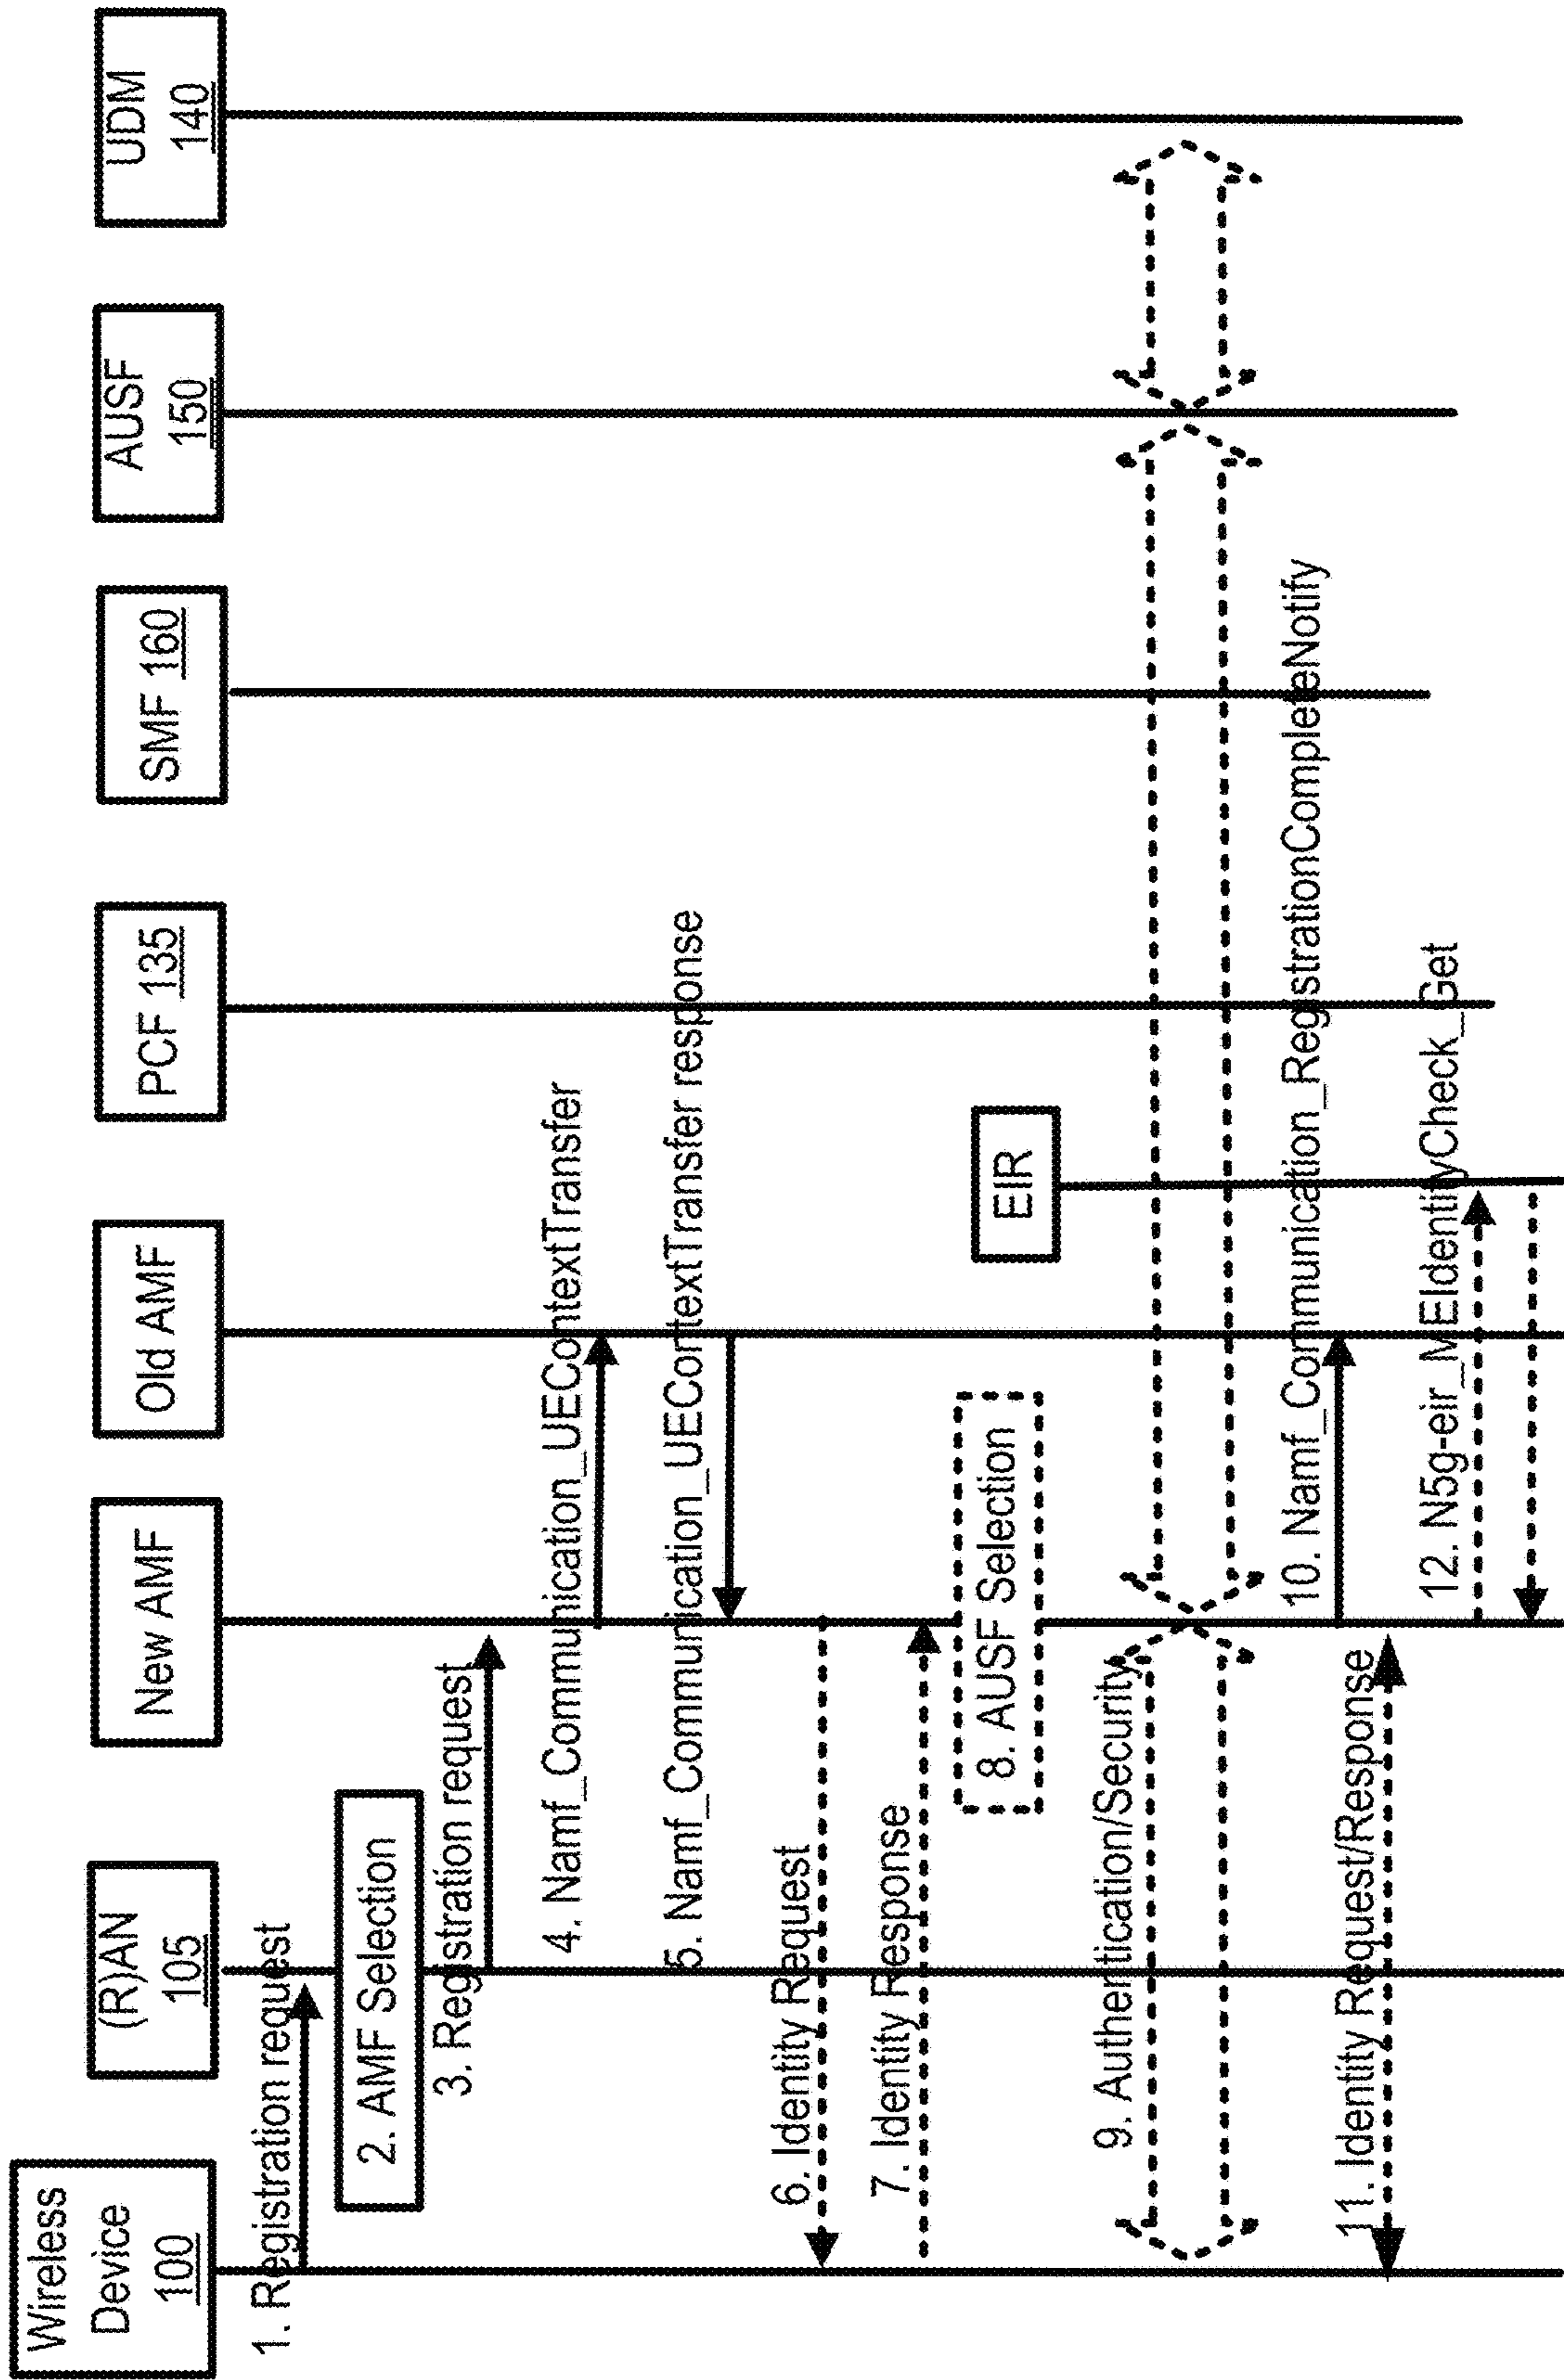 Wireless
Device
100
(R)AN
105
New AMF
Old AMF
PCF 135
SMF 160
AUSF
150
UDM
140
1. Registration request
2. AMF Selection
3. Registration request
4. Namf_Communication_UEContextTransfer
5. Namf_Communication_UEContextTransfer response
6. Identity Request
7. Identity Response
8. AUSF Selection
EIR
9. Authentication/Security
10. Namf_Communication_RegistrationCompleteNotify
11. Identity Request/Response
12. N5g-eir_MEIdentityCheck_Get